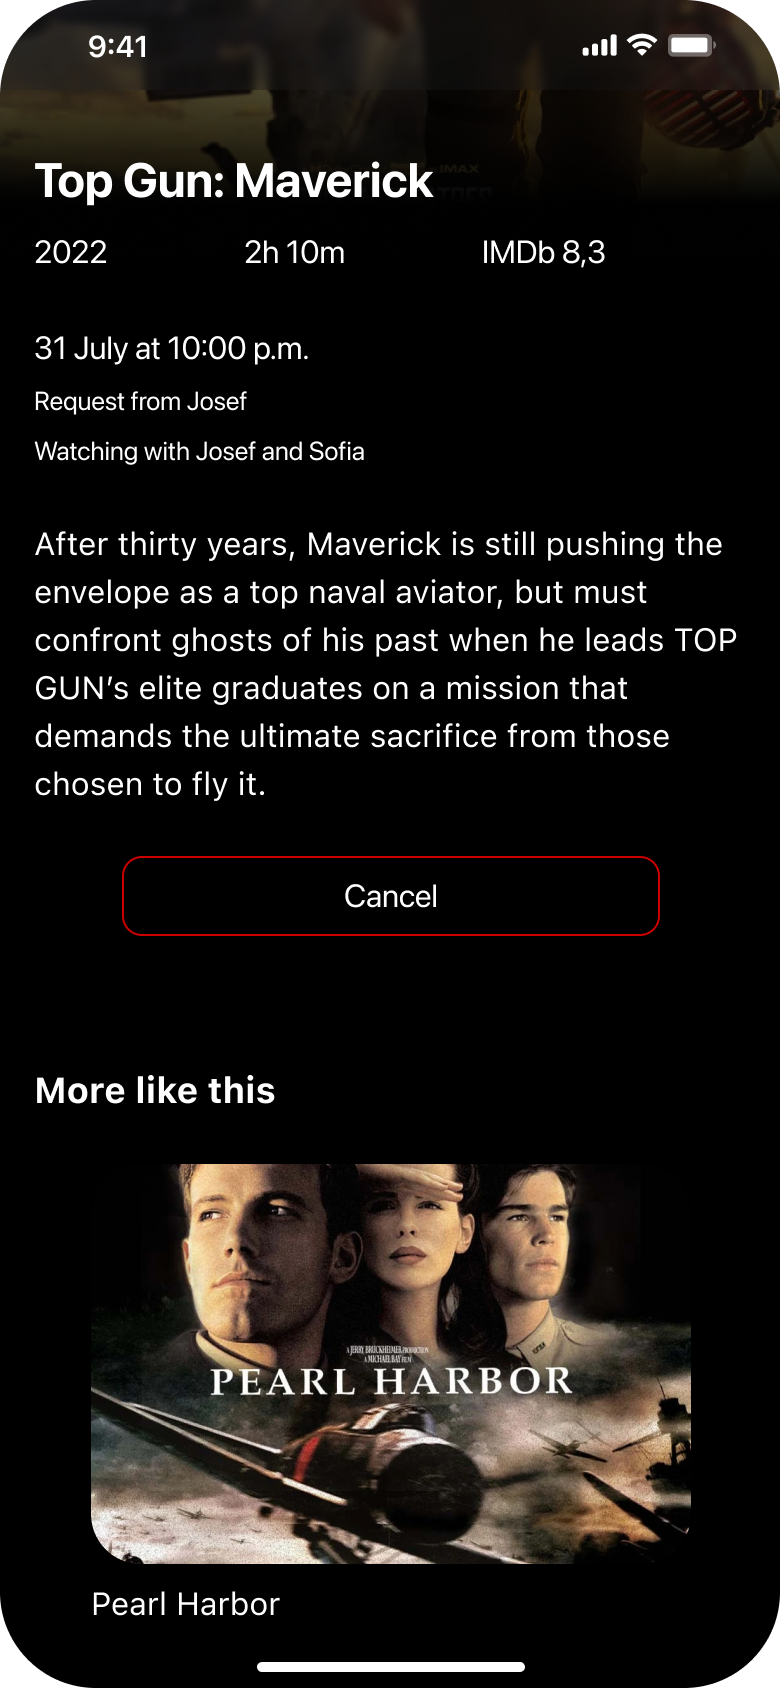 9:41
IMAX
Top Gun: Maverick
2022 2h 10m IMDb 8,3
31 July at 10:00 p.m.
Request from Josef
Watching with Josef and Sofia
After thirty years, Maverick is still pushing the
envelope as a top naval aviator, but must
confront ghosts of his past when he leads TOP
GUN’s elite graduates on a mission that
demands the ultimate sacrifice from those
chosen to fly it.
Cancel
More like this
A JERRY BRUCKHEIMER PRODUCTION
A MICHAEL BAY FILM
PEARL HARBOR
Pearl Harbor